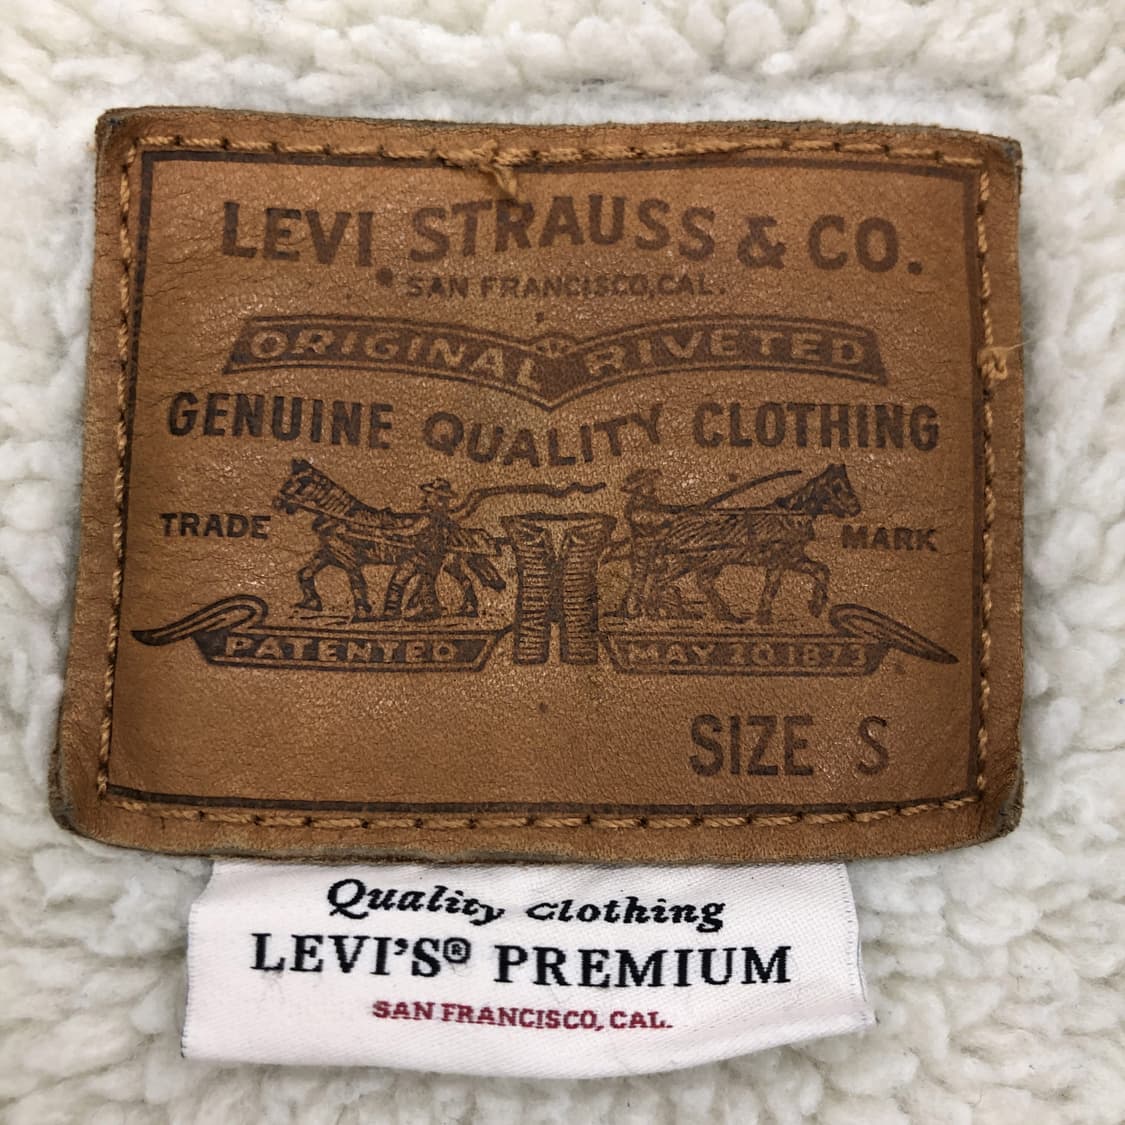 LEVI STRAUSS & CO.
SAN FRANCISCO, CAL.
ORIGINAL RIVETED
GENUINE QUALITY CLOTHING
TRADE MARK
PATENTED MAY 20 1873
SIZE S
Quality Clothing
LEVI'S® PREMIUM
SAN FRANCISCO, CAL.